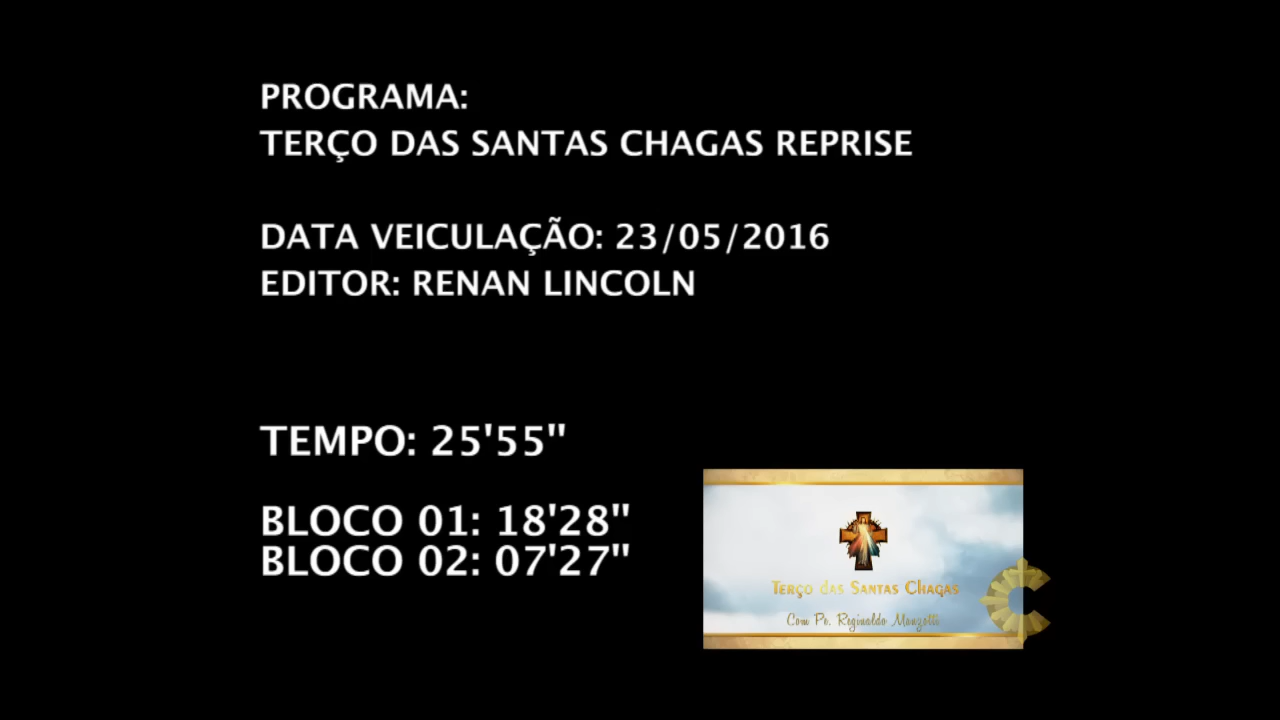 PROGRAMA:
TERÇO DAS SANTAS CHAGAS REPRISE
DATA VEICULAÇÃO: 23/05/2016
EDITOR: RENAN LINCOLN
TEMPO: 25'55"
BLOCO 01: 18'28"
BLOCO 02: 07'27"
TERÇO DAS SANTAS CHAGAS
Com Pe. Reginaldo Manzotti